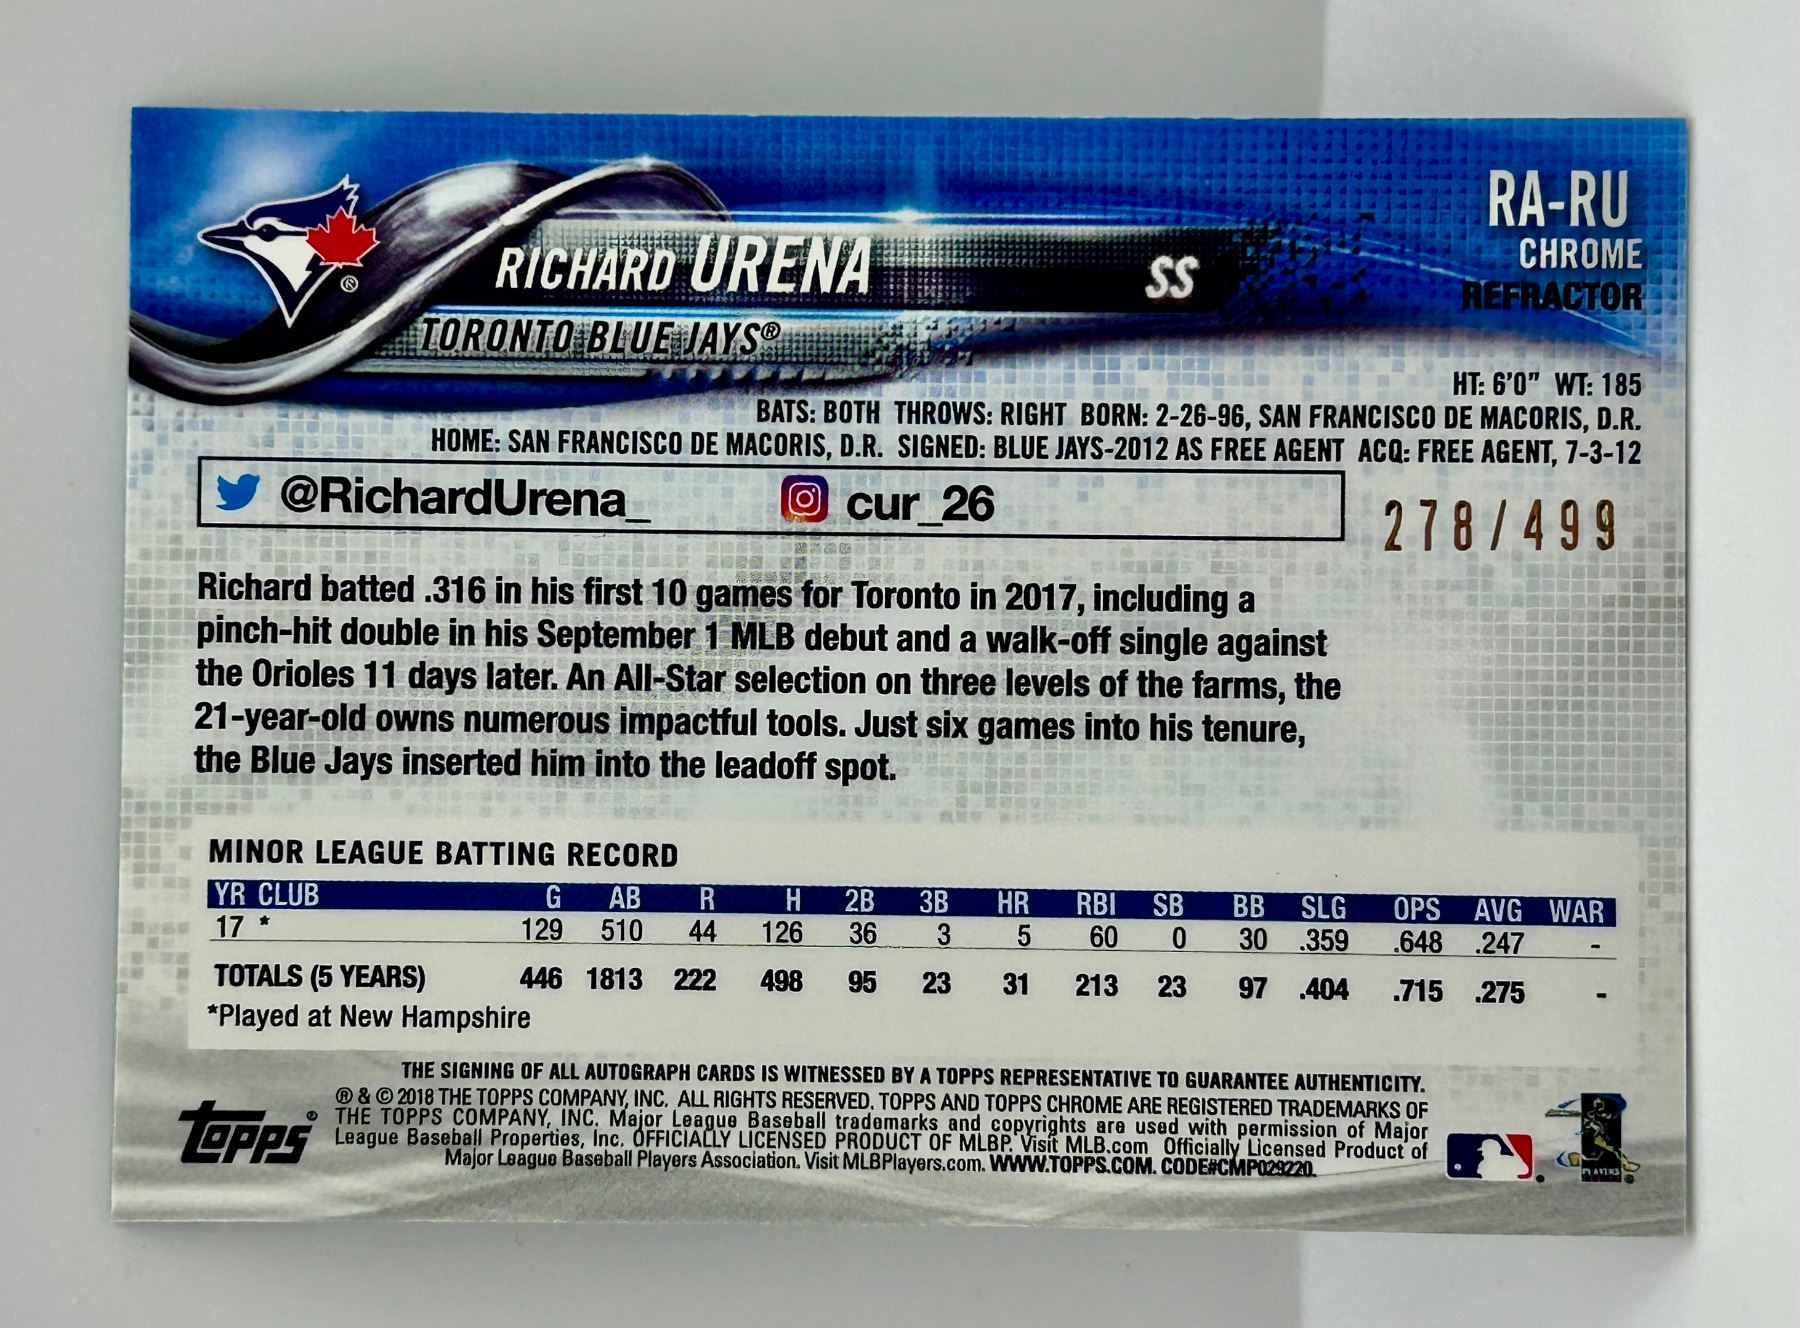 RA-RU
CHROME
REFRACTOR
RICHARD URENA SS
TORONTO BLUE JAYS®
HT: 6'0" WT: 185
BATS: BOTH THROWS: RIGHT BORN: 2-26-96, SAN FRANCISCO DE MACORIS, D.R.
HOME: SAN FRANCISCO DE MACORIS, D.R. SIGNED: BLUE JAYS-2012 AS FREE AGENT ACQ: FREE AGENT, 7-3-12
@RichardUrena_ cur_26
278/499
Richard batted .316 in his first 10 games for Toronto in 2017, including a
pinch-hit double in his September 1 MLB debut and a walk-off single against
the Orioles 11 days later. An All-Star selection on three levels of the farms, the
21-year-old owns numerous impactful tools. Just six games into his tenure,
the Blue Jays inserted him into the leadoff spot.
MINOR LEAGUE BATTING RECORD
YR CLUB G AB R H 2B 3B HR RBI SB BB SLG OPS AVG WAR
17 * 129 510 44 126 36 3 5 60 0 30 .359 .648 .247 -
TOTALS (5 YEARS) 446 1813 222 498 95 23 31 213 23 97 .404 .715 .275 -
*Played at New Hampshire
THE SIGNING OF ALL AUTOGRAPH CARDS IS WITNESSED BY A TOPPS REPRESENTATIVE TO GUARANTEE AUTHENTICITY.
® & © 2018 THE TOPPS COMPANY, INC. ALL RIGHTS RESERVED. TOPPS AND TOPPS CHROME ARE REGISTERED TRADEMARKS OF
THE TOPPS COMPANY, INC. Major League Baseball trademarks and copyrights are used with permission of Major
League Baseball Properties, Inc. OFFICIALLY LICENSED PRODUCT OF MLBP. Visit MLB.com Officially Licensed Product of
Major League Baseball Players Association. Visit MLBPlayers.com. WWW.TOPPS.COM. CODE#CMP029220.
Topps®